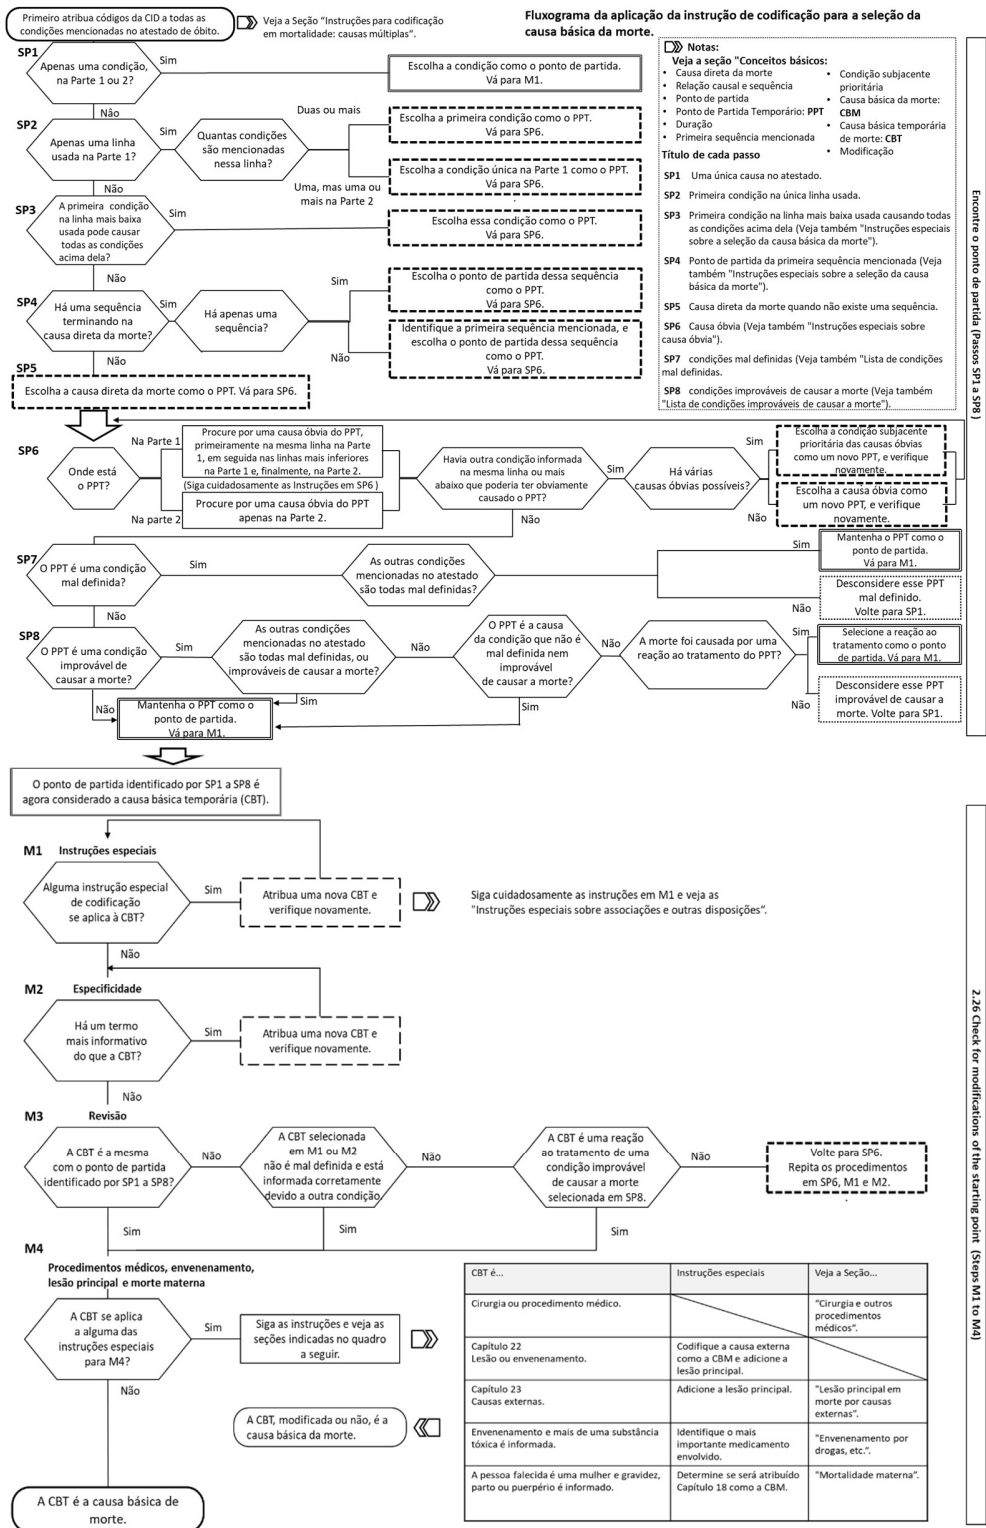 Primeiro atribua códigos da CID a todas as
condições mencionadas no atestado de óbito.
Veja a Seção “Instruções para codificação
em mortalidade: causas múltiplas“.
Fluxograma da aplicação da instrução de codificação para a seleção da
causa básica da morte.
SP1
Apenas uma condição,
na Parte 1 ou 2?
Sim
Escolha a condição como o ponto de partida.
Vá para M1.
Não
SP2
Apenas uma linha
usada na Parte 1?
Sim
Quantas condições
são mencionadas
nessa linha?
Duas ou mais
Escolha a primeira condição como o PPT.
Vá para SP6.
Uma, mas uma ou
mais na Parte 2
Escolha a condição única na Parte 1 como o PPT.
Vá para SP6.
Não
SP3
A primeira condição
na linha mais baixa
usada pode causar
todas as condições
acima dela?
Sim
Escolha essa condição como o PPT.
Vá para SP6.
Não
SP4
Há uma sequência
terminando na
causa direta da morte?
Sim
Há apenas uma
sequência?
Sim
Escolha o ponto de partida dessa sequência
como o PPT.
Vá para SP6.
Não
Identifique a primeira sequência mencionada, e
escolha o ponto de partida dessa sequência
como o PPT.
Vá para SP6.
Não
SP5
Escolha a causa direta da morte como o PPT. Vá para SP6.
Notas:
Veja a seção "Conceitos básicos:
• Causa direta da morte
• Relação causal e sequência
• Ponto de partida
• Ponto de Partida Temporário: PPT
• Duração
• Primeira sequência mencionada
• Condição subjacente
prioritária
• Causa básica da morte:
CBM
• Causa básica temporária
de morte: CBT
• Modificação
Título de cada passo
SP1 Uma única causa no atestado.
SP2 Primeira condição na única linha usada.
SP3 Primeira condição na linha mais baixa usada causando todas
as condições acima dela (Veja também "Instruções especiais
sobre a seleção da causa básica da morte").
SP4 Ponto de partida da primeira sequência mencionada (Veja
também "Instruções especiais sobre a seleção da causa
básica da morte").
SP5 Causa direta da morte quando não existe uma sequência.
SP6 Causa óbvia (Veja também "Instruções especiais sobre
causa óbvia").
SP7 condições mal definidas (Veja também "Lista de condições
mal definidas.
SP8 condições improváveis de causar a morte (Veja também
"Lista de condições improváveis de causar a morte").
Encontre o ponto de partida (Passos SP1 a SP8 )
SP6
Onde está
o PPT?
Na Parte 1
Procure por uma causa óbvia do PPT,
primeiramente na mesma linha na Parte
1, em seguida nas linhas mais inferiores
na Parte 1 e, finalmente, na Parte 2.
(Siga cuidadosamente as Instruções em SP6 )
Na parte 2
Procure por uma causa óbvia do PPT
apenas na Parte 2.
Havia outra condição informada
na mesma linha ou mais
abaixo que poderia ter obviamente
causado o PPT?
Sim
Há várias
causas óbvias possíveis?
Sim
Escolha a condição subjacente
prioritária das causas óbvias
como um novo PPT, e verifique
novamente.
Não
Escolha a causa óbvia como
um novo PPT, e verifique
novamente.
Não
SP7
O PPT é uma condição
mal definida?
Sim
As outras condições
mencionadas no atestado
são todas mal definidas?
Sim
Mantenha o PPT como o
ponto de partida.
Vá para M1.
Não
Desconsidere esse PPT
mal definido.
Volte para SP1.
Não
SP8
O PPT é uma condição
improvável de
causar a morte?
Sim
As outras condições
mencionadas no atestado
são todas mal definidas, ou
improváveis de causar a morte?
Não
O PPT é a causa
da condição que não é
mal definida nem
improvável
de causar a morte?
Não
A morte foi causada por uma
reação ao tratamento do PPT?
Sim
Selecione a reação ao
tratamento como o ponto
de partida. Vá para M1.
Não
Desconsidere esse PPT
improvável de causar a
morte. Volte para SP1.
Não
Sim
Sim
Mantenha o PPT como o
ponto de partida.
Vá para M1.
O ponto de partida identificado por SP1 a SP8 é
agora considerado a causa básica temporária (CBT).
M1 Instruções especiais
Alguma instrução especial
de codificação
se aplica à CBT?
Sim
Atribua uma nova CBT e
verifique novamente.
Siga cuidadosamente as instruções em M1 e veja as
"Instruções especiais sobre associações e outras disposições”.
Não
M2 Especificidade
Há um termo
mais informativo
do que a CBT?
Sim
Atribua uma nova CBT e
verifique novamente.
Não
M3 Revisão
A CBT é a mesma
com o ponto de partida
identificado por SP1 a SP8?
Não
A CBT selecionada
em M1 ou M2
não é mal definida e está
informada corretamente
devido a outra condição.
Não
A CBT é uma reação
ao tratamento de uma
condição improvável
de causar a morte
selecionada em SP8.
Não
Volte para SP6.
Repita os procedimentos
em SP6, M1 e M2.
Sim
Sim
Sim
M4
Procedimentos médicos, envenenamento,
lesão principal e morte materna
A CBT se aplica
a alguma das
instruções especiais
para M4?
Sim
Siga as instruções e veja as
seções indicadas no quadro
a seguir.
Não
A CBT, modificada ou não, é a
causa básica da morte.
A CBT é a causa básica de
morte.
CBT é... Instruções especiais Veja a Seção...
Cirurgia ou procedimento médico.
“Cirurgia e outros
procedimentos
médicos”.
Capítulo 22
Lesão ou envenenamento.
Codifique a causa externa
como a CBM e adicione a
lesão principal.
Capítulo 23
Causas externas.
Adicione a lesão principal.
"Lesão principal em
morte por causas
externas”.
Envenenamento e mais de uma substância
tóxica é informada.
Identifique o mais
importante medicamento
envolvido.
"Envenenamento por
drogas, etc.”.
A pessoa falecida é uma mulher e gravidez,
parto ou puerpério é informado.
Determine se será atribuído
Capítulo 18 como a CBM.
"Mortalidade materna”.
2.26 Check for modifications of the starting point (Steps M1 to M4)